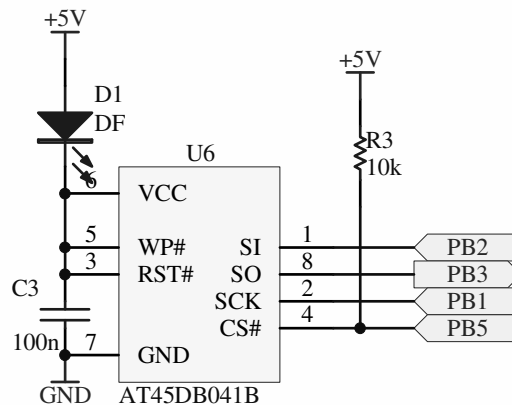 +5V
+5V
D1
DF
U6
R3
10k
6
VCC
5
WP#
SI
1
PB2
3
RST#
SO
8
PB3
C3
SCK
2
PB1
CS#
4
PB5
100n
7
GND
GND
AT45DB041B